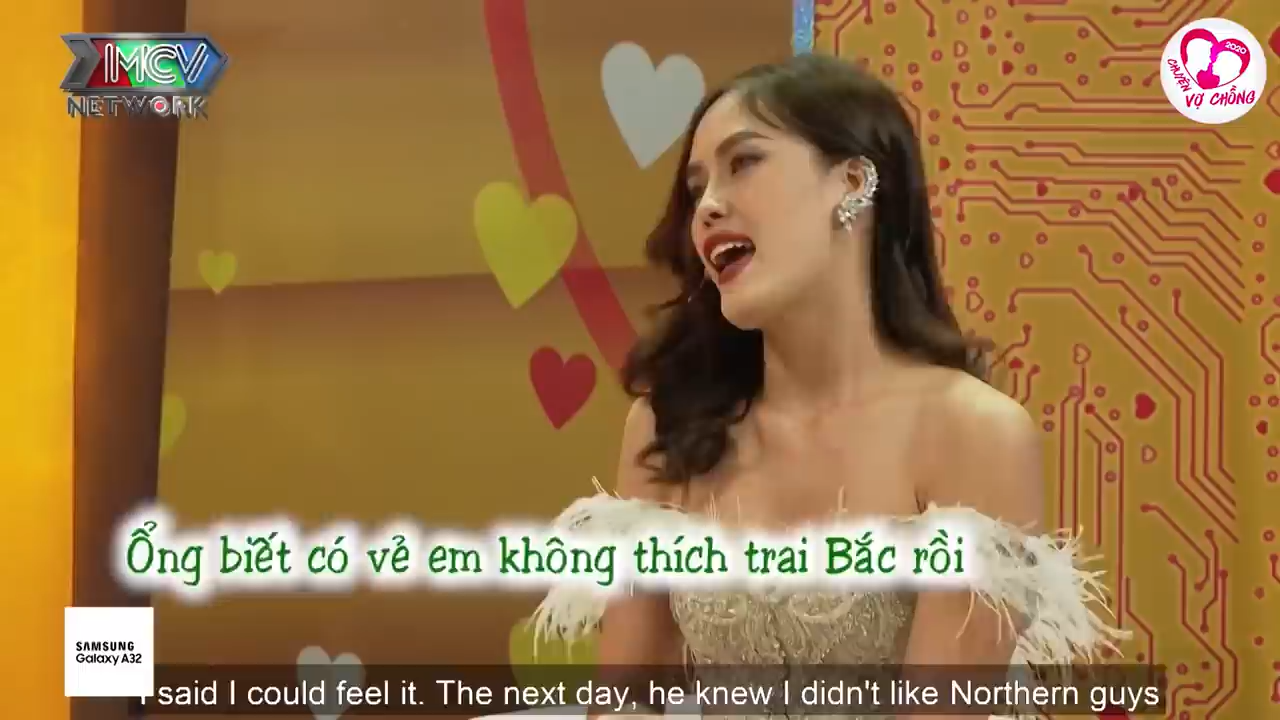 MCV
NETWORK
2020
CHUYỆN
VỢ CHỒNG
Ổng biết có vẻ em không thích trai Bắc rồi
SAMSUNG
Galaxy A32
I said I could feel it. The next day, he knew I didn't like Northern guys